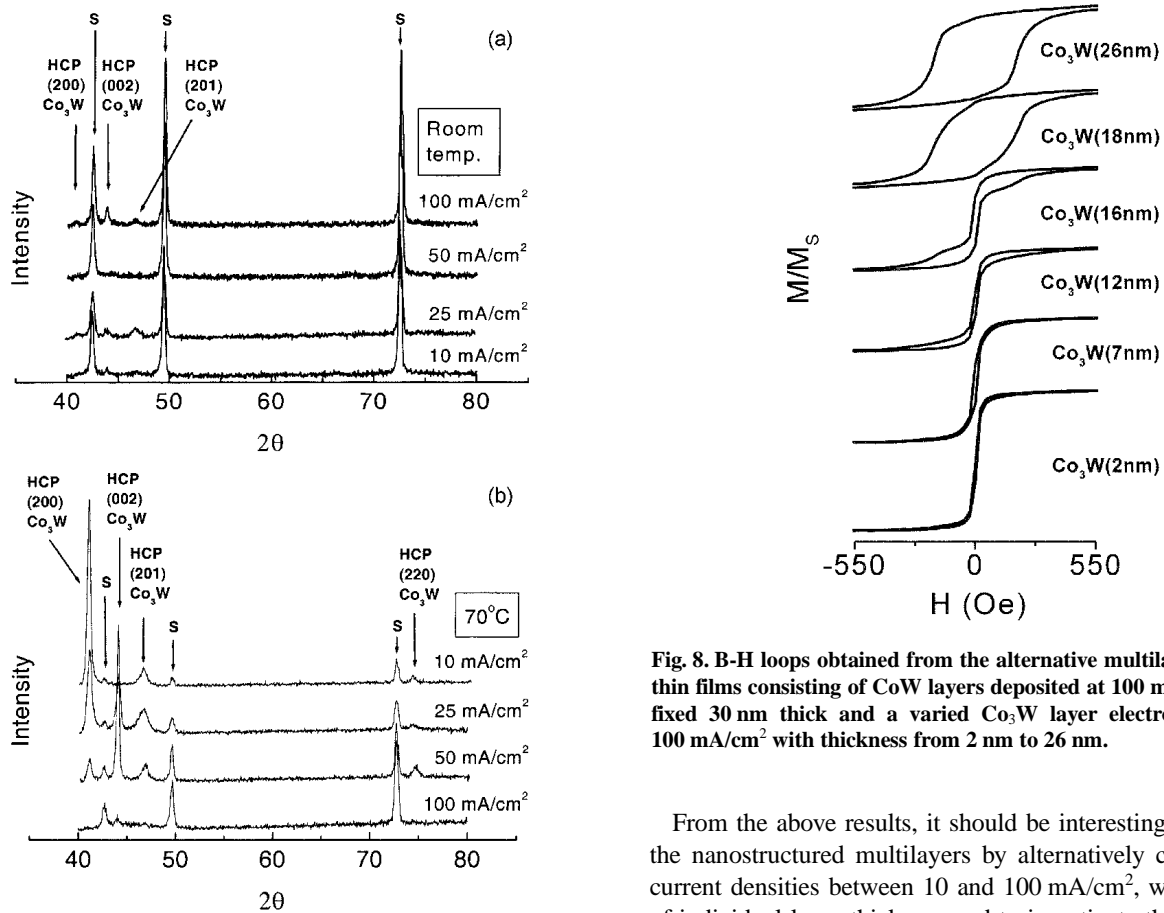 (a)
S
S
S
HCP
(200)
Co₃W
HCP
(002)
Co₃W
HCP
(201)
Co₃W
Room
temp.
100 mA/cm²
50 mA/cm²
25 mA/cm²
10 mA/cm²
Intensity
40 50 60 70 80
2θ
(b)
HCP
(200)
Co₃W
HCP
(002)
Co₃W
S
HCP
(201)
Co₃W
S
S
HCP
(220)
Co₃W
70°C
10 mA/cm²
25 mA/cm²
50 mA/cm²
100 mA/cm²
Intensity
40 50 60 70 80
2θ
Co₃W(26nm)
Co₃W(18nm)
Co₃W(16nm)
Co₃W(12nm)
Co₃W(7nm)
Co₃W(2nm)
M/M_S
-550 0 550
H (Oe)
Fig. 8. B-H loops obtained from the alternative
thin films consisting of CoW layers deposited at 100
fixed 30 nm thick and a varied Co₃W layer
100 mA/cm² with thickness from 2 nm to 26 nm.
From the above results, it should be interesting
the nanostructured multilayers by alternatively
current densities between 10 and 100 mA/cm²,